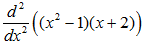 d²/dx² ((x² −1)(x + 2))